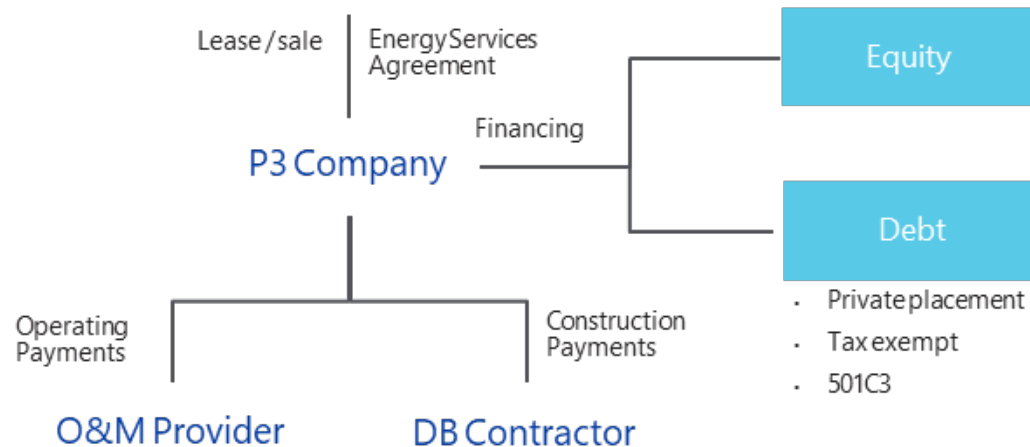 Lease/sale
Energy Services
Agreement
Equity
Financing
P3 Company
Debt
Private placement
Tax exempt
501C3
Operating
Payments
Construction
Payments
O&M Provider
DB Contractor